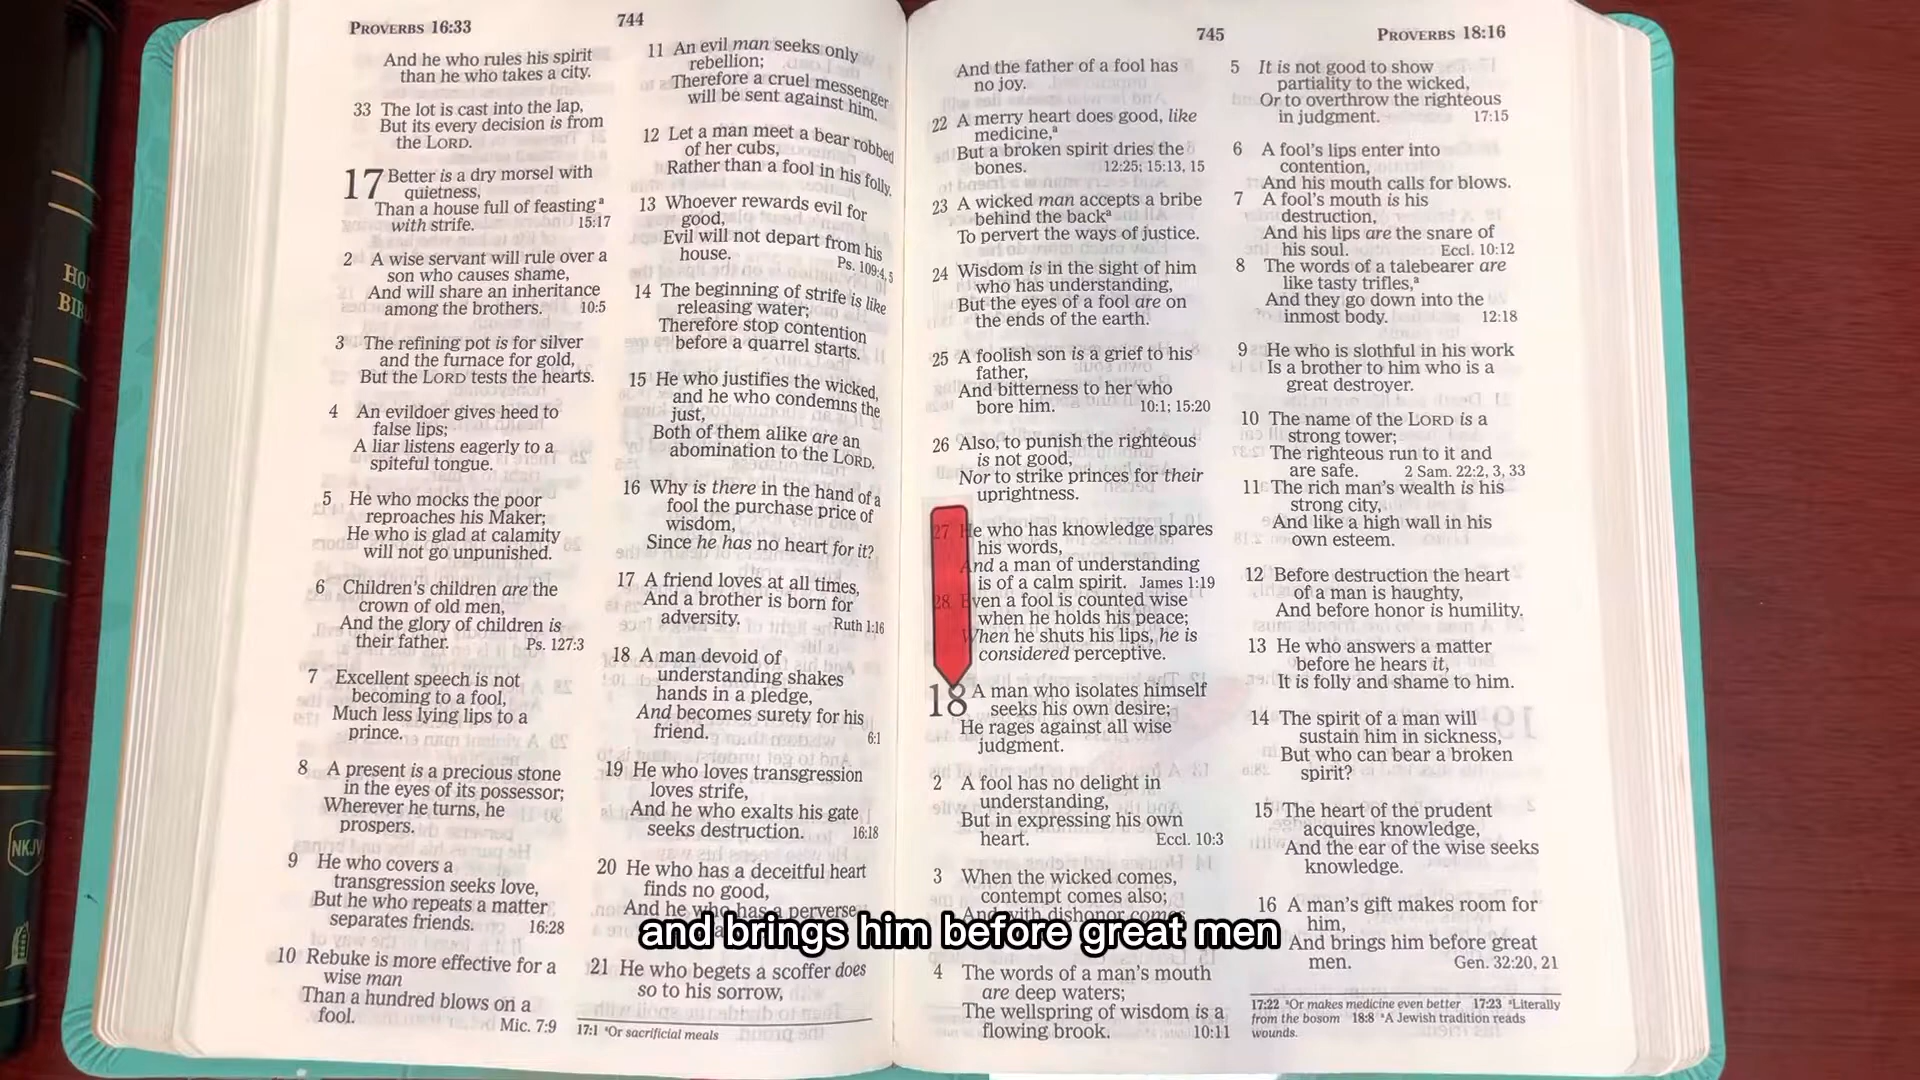 HOLY
BIBLE
NKJV
PROVERBS 16:33
744
And he who rules his spirit
than he who takes a city.
33 The lot is cast into the lap,
But its every decision is from
the LORD.
17 Better is a dry morsel with
quietness,
Than a house full of feastingª
with strife. 15:17
2 A wise servant will rule over a
son who causes shame,
And will share an inheritance
among the brothers. 10:5
3 The refining pot is for silver
and the furnace for gold,
But the LORD tests the hearts.
4 An evildoer gives heed to
false lips;
A liar listens eagerly to a
spiteful tongue.
5 He who mocks the poor
reproaches his Maker;
He who is glad at calamity
will not go unpunished.
6 Children's children are the
crown of old men,
And the glory of children is
their father. Ps. 127:3
7 Excellent speech is not
becoming to a fool,
Much less lying lips to a
prince.
8 A present is a precious stone
in the eyes of its possessor;
Wherever he turns, he
prospers.
9 He who covers a
transgression seeks love,
But he who repeats a matter
separates friends. 16:28
10 Rebuke is more effective for a
wise man
Than a hundred blows on a
fool. Mic. 7:9
11 An evil man seeks only
rebellion;
Therefore a cruel messenger
will be sent against him.
12 Let a man meet a bear robbed
of her cubs,
Rather than a fool in his folly.
13 Whoever rewards evil for
good,
Evil will not depart from his
house. Ps. 109:4, 5
14 The beginning of strife is like
releasing water;
Therefore stop contention
before a quarrel starts.
15 He who justifies the wicked,
and he who condemns the
just,
Both of them alike are an
abomination to the LORD.
16 Why is there in the hand of a
fool the purchase price of
wisdom,
Since he has no heart for it?
17 A friend loves at all times,
And a brother is born for
adversity. Ruth 1:16
18 A man devoid of
understanding shakes
hands in a pledge,
And becomes surety for his
friend. 6:1
19 He who loves transgression
loves strife,
And he who exalts his gate
seeks destruction. 16:18
20 He who has a deceitful heart
finds no good,
And he who has a perverse
21 He who begets a scoffer does
so to his sorrow,
17:1 ªOr sacrificial meals
745
PROVERBS 18:16
And the father of a fool has
no joy.
22 A merry heart does good, like
medicine,ª
But a broken spirit dries the
bones. 12:25; 15:13, 15
23 A wicked man accepts a bribe
behind the backª
To pervert the ways of justice.
24 Wisdom is in the sight of him
who has understanding,
But the eyes of a fool are on
the ends of the earth.
25 A foolish son is a grief to his
father,
And bitterness to her who
bore him. 10:1; 15:20
26 Also, to punish the righteous
is not good,
Nor to strike princes for their
uprightness.
27 He who has knowledge spares
his words,
And a man of understanding
is of a calm spirit. James 1:19
28 Even a fool is counted wise
when he holds his peace;
When he shuts his lips, he is
considered perceptive.
18 A man who isolates himself
seeks his own desire;
He rages against all wise
judgment.
2 A fool has no delight in
understanding,
But in expressing his own
heart. Eccl. 10:3
3 When the wicked comes,
contempt comes also;
And with dishonor comes
4 The words of a man's mouth
are deep waters;
The wellspring of wisdom is a
flowing brook. 10:11
5 It is not good to show
partiality to the wicked,
Or to overthrow the righteous
in judgment. 17:15
6 A fool's lips enter into
contention,
And his mouth calls for blows.
7 A fool's mouth is his
destruction,
And his lips are the snare of
his soul. Eccl. 10:12
8 The words of a talebearer are
like tasty trifles,ª
And they go down into the
inmost body. 12:18
9 He who is slothful in his work
Is a brother to him who is a
great destroyer.
10 The name of the LORD is a
strong tower;
The righteous run to it and
are safe. 2 Sam. 22:2, 3, 33
11 The rich man's wealth is his
strong city,
And like a high wall in his
own esteem.
12 Before destruction the heart
of a man is haughty,
And before honor is humility.
13 He who answers a matter
before he hears it,
It is folly and shame to him.
14 The spirit of a man will
sustain him in sickness,
But who can bear a broken
spirit?
15 The heart of the prudent
acquires knowledge,
And the ear of the wise seeks
knowledge.
16 A man's gift makes room for
him,
And brings him before great
men. Gen. 32:20, 21
17:22 ªOr makes medicine even better 17:23 ªLiterally
from the bosom 18:8 ªA Jewish tradition reads
wounds.
and brings him before great men